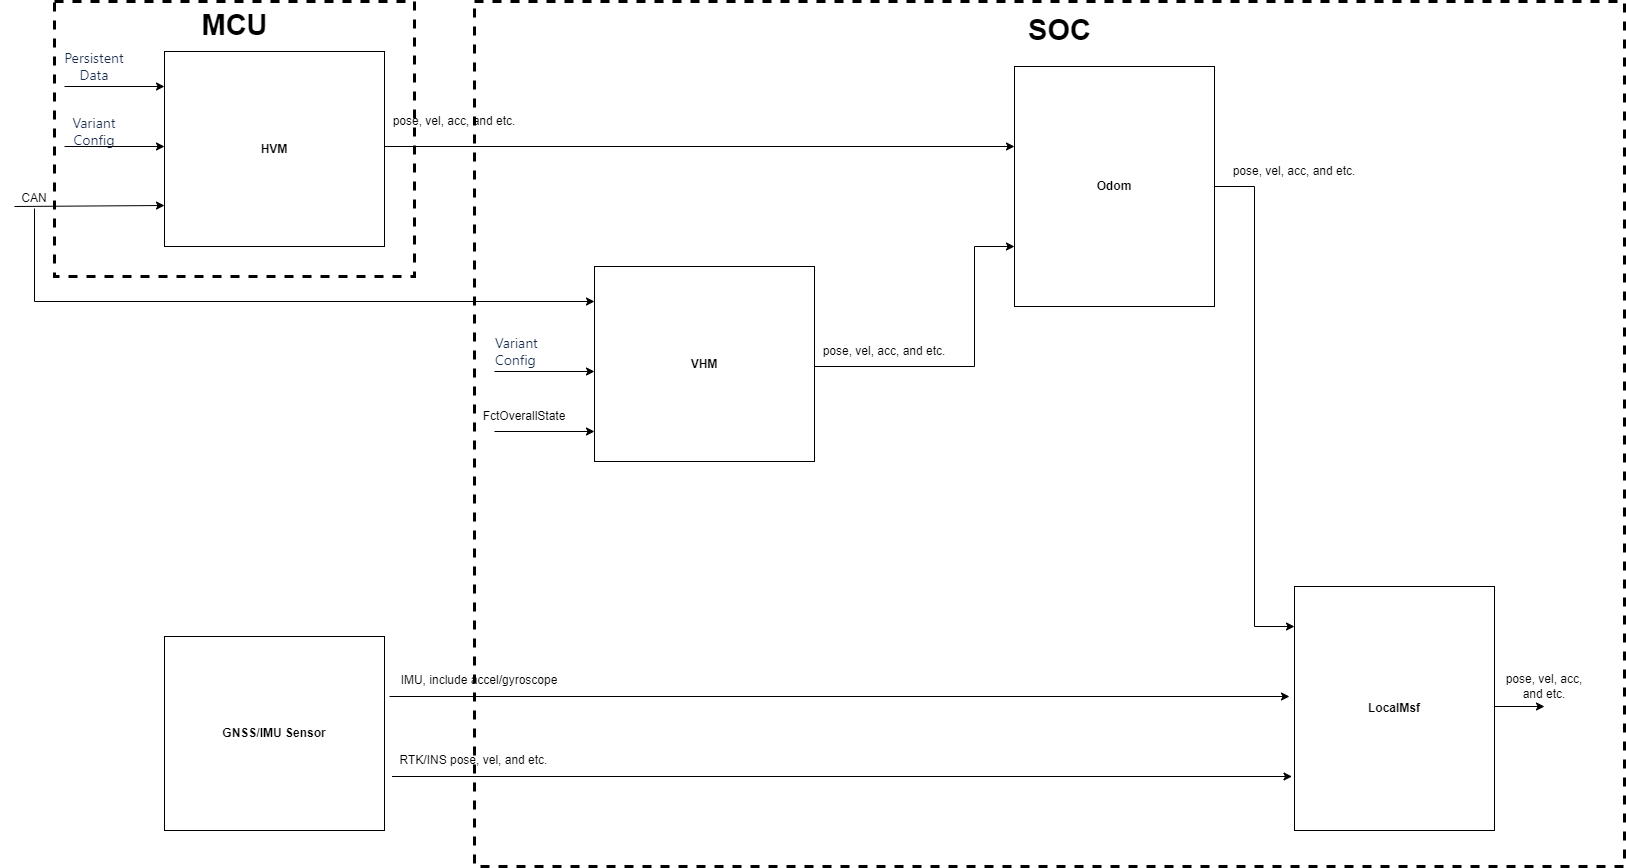 MCU
SOC
Persistent
Data
Variant
Config
CAN
HVM
pose, vel, acc, and etc.
Odom
pose, vel, acc, and etc.
Variant
Config
FctOverallState
VHM
pose, vel, acc, and etc.
GNSS/IMU Sensor
IMU, include accel/gyroscope
RTK/INS pose, vel, and etc.
LocalMsf
pose, vel, acc,
and etc.